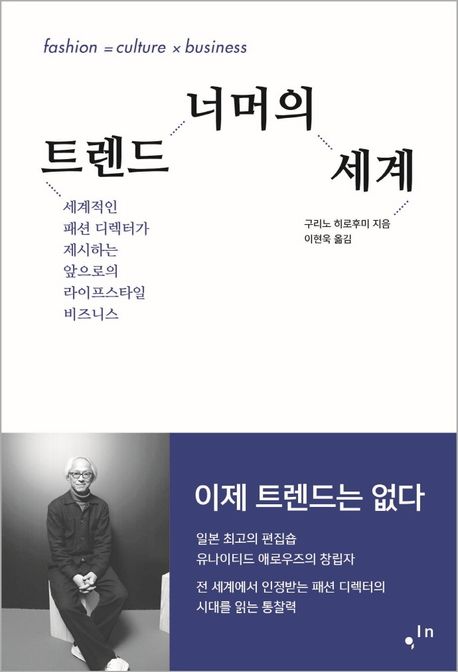 fashion = culture × business
트렌드
너머의
세계
세계적인
패션 디렉터가
제시하는
앞으로의
라이프스타일
비즈니스
구리노 히로후미 지음
이현욱 옮김
이제 트렌드는 없다
일본 최고의 편집숍
유나이티드 애로우즈의 창립자
전 세계에서 인정받는 패션 디렉터의
시대를 읽는 통찰력
In